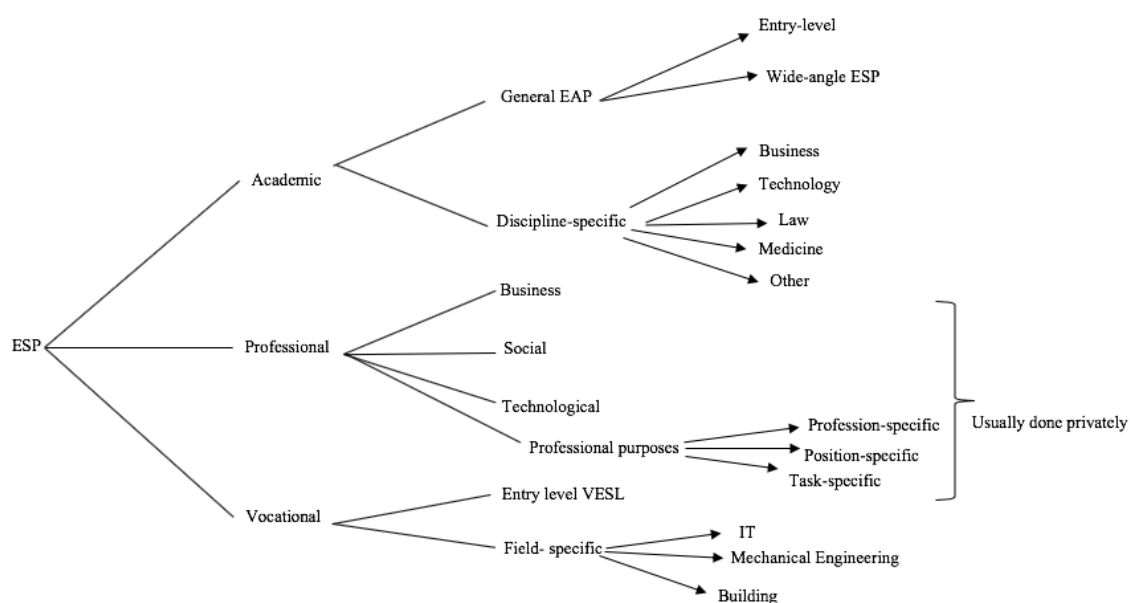 Entry-level
Wide-angle ESP
General EAP
Business
Academic
Technology
Discipline-specific
Law
Medicine
Other
Business
ESP
Professional
Social
Technological
Usually done privately
Profession-specific
Professional purposes
Position-specific
Task-specific
Entry level VESL
Vocational
IT
Field- specific
Mechanical Engineering
Building